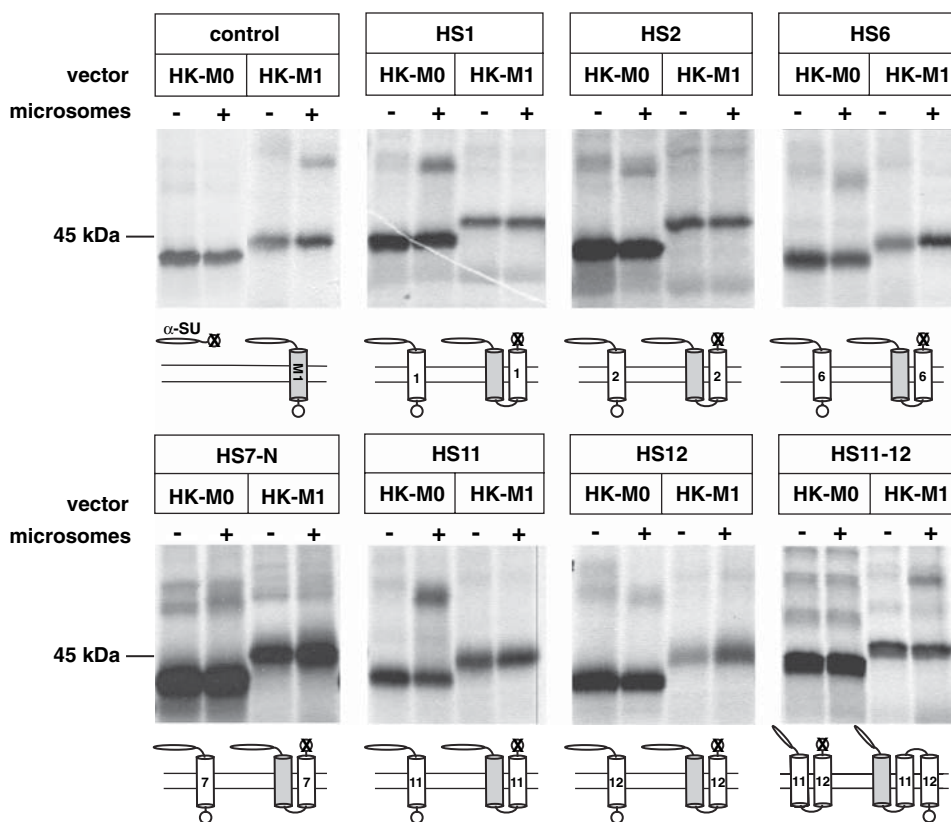 control HS1 HS2 HS6
vector HK-M0 HK-M1 HK-M0 HK-M1 HK-M0 HK-M1 HK-M0 HK-M1
microsomes - + - + - + - + - + - + - + - +
45 kDa
α-SU
M1 1 1 2 2 6 6
HS7-N HS11 HS12 HS11-12
vector HK-M0 HK-M1 HK-M0 HK-M1 HK-M0 HK-M1 HK-M0 HK-M1
microsomes - + - + - + - + - + - + - + - +
45 kDa
7 7 11 11 12 12 11 12 11 12